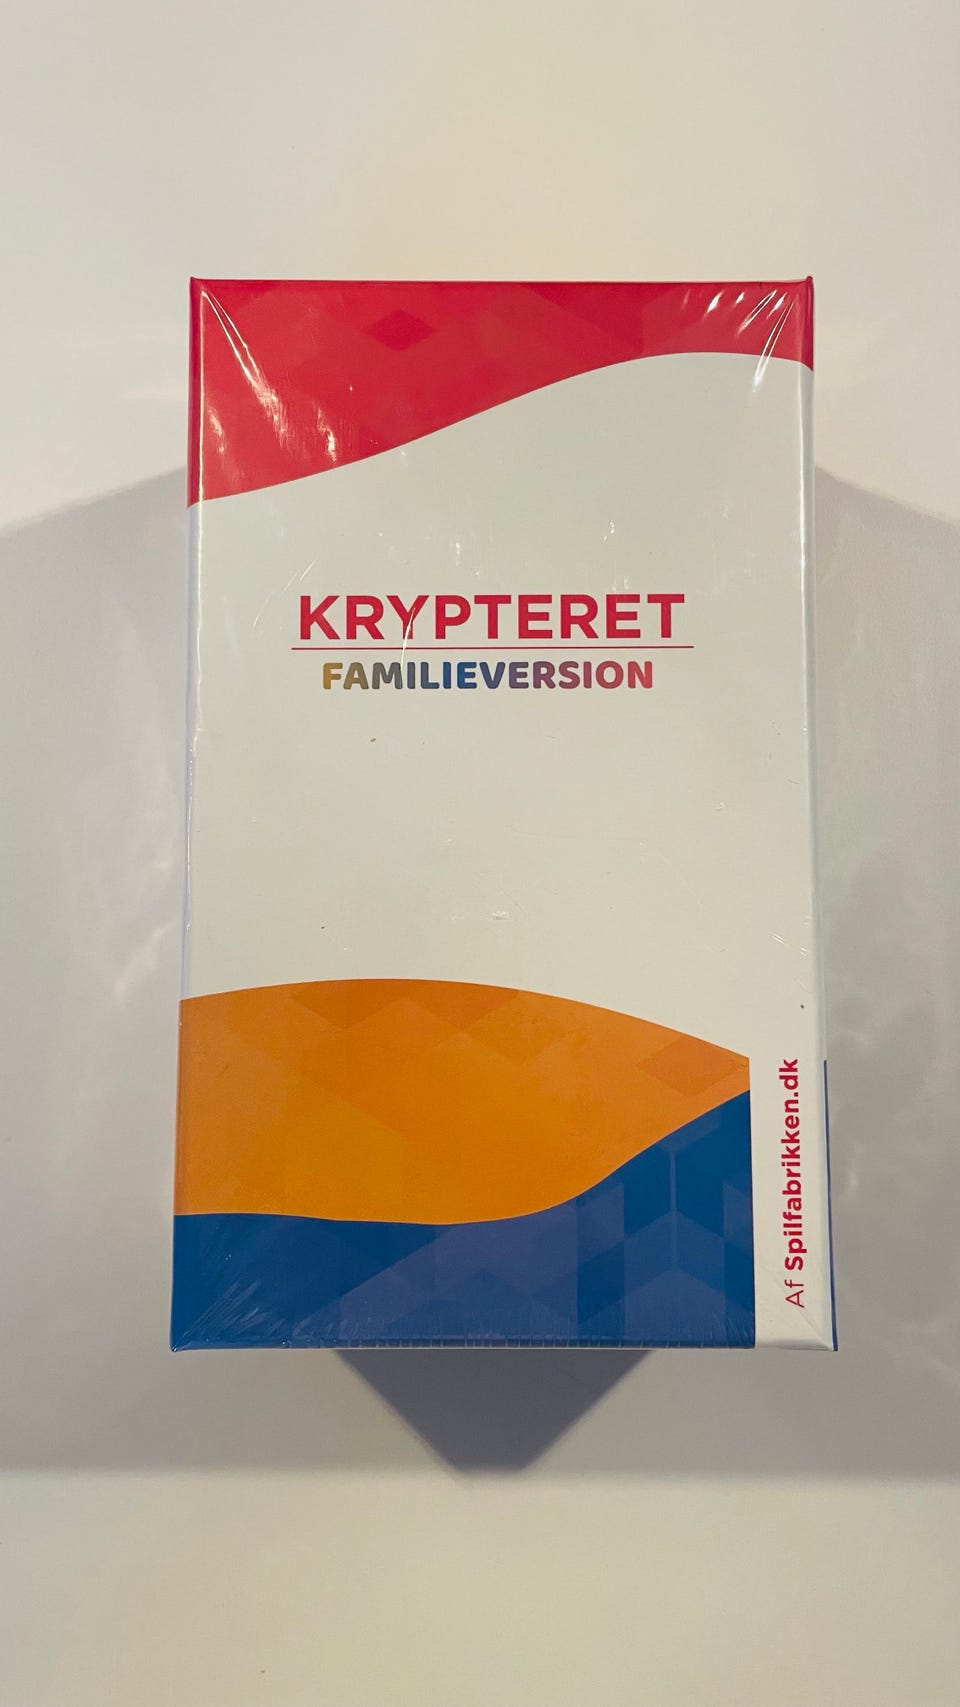 KRYPTERET
FAMILIEVERSION
Af Spilfabrikken.dk